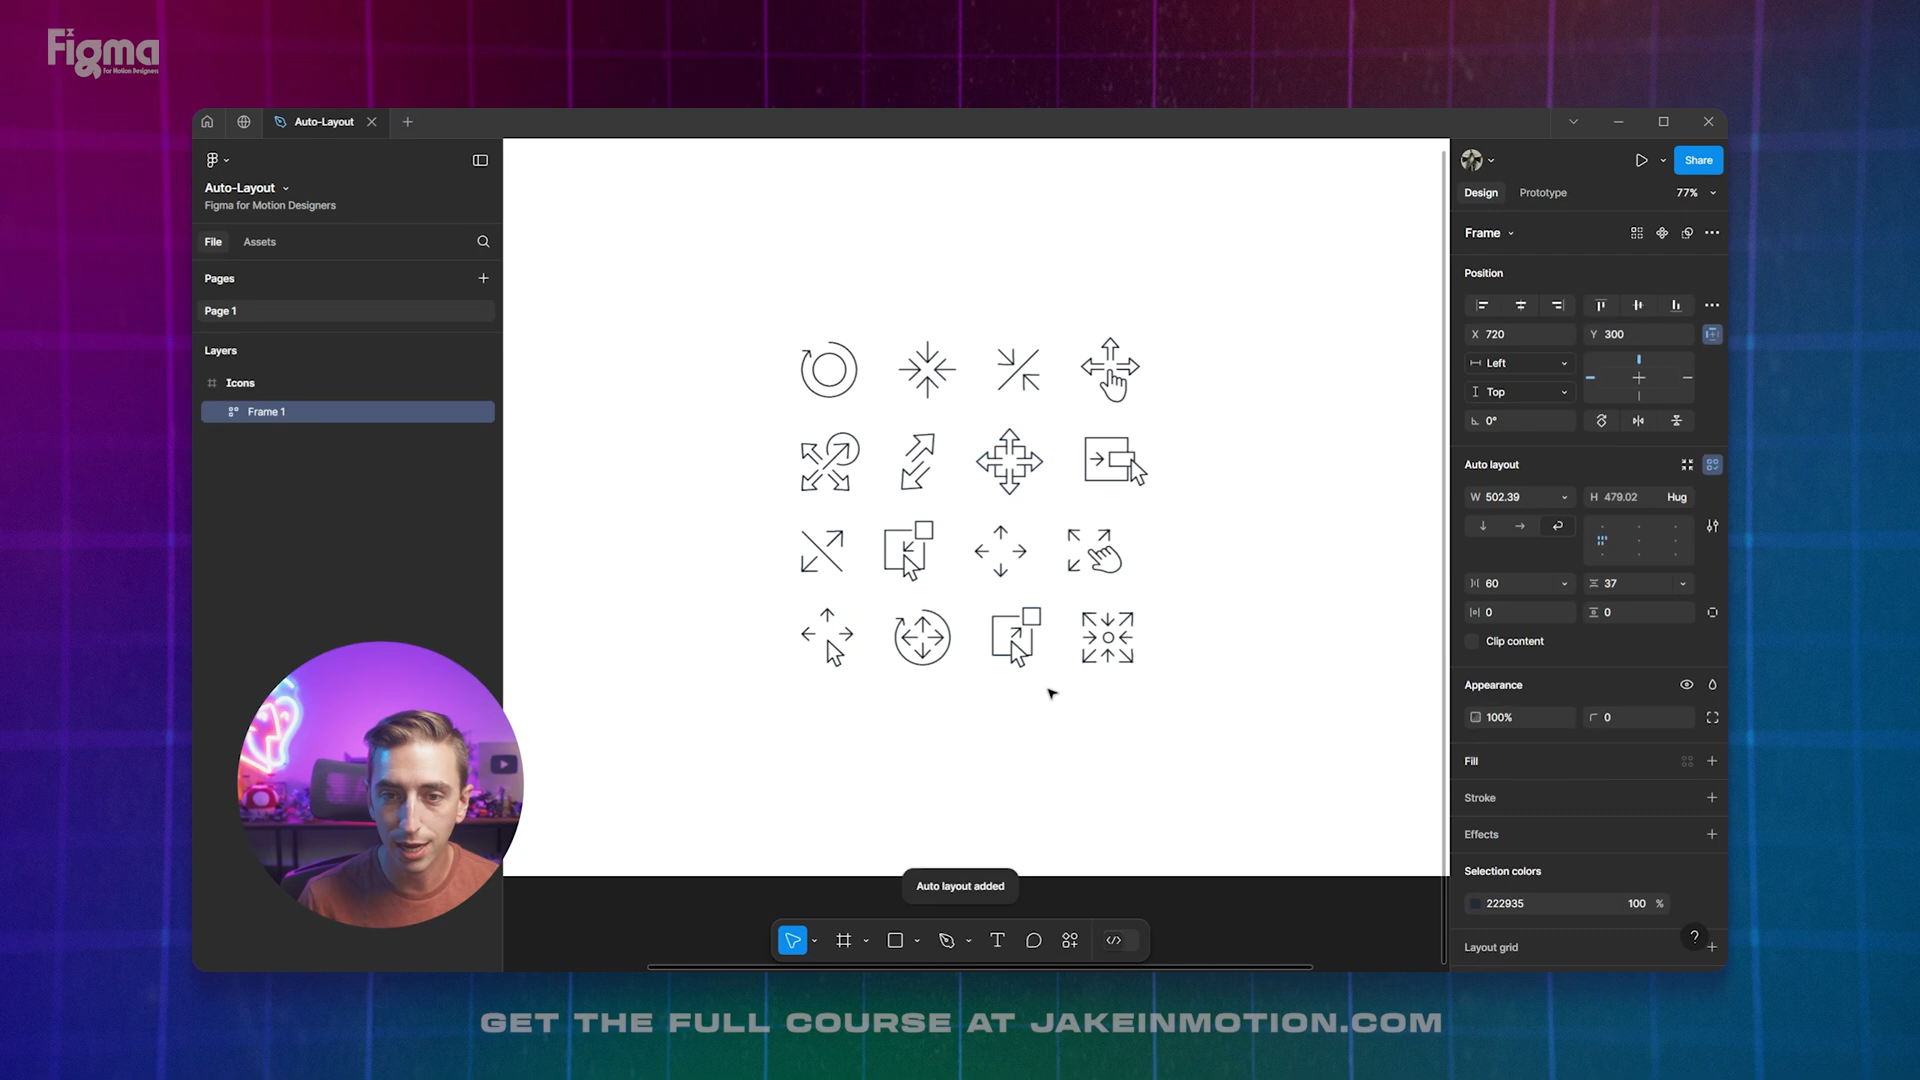 Figma
for Motion Designers
Auto-Layout
Auto-Layout
Figma for Motion Designers
File
Assets
Pages
Page 1
Layers
Icons
Frame 1
Share
Design
Prototype
77%
Frame
Position
X 720
Y 300
Left
Top
0°
Auto layout
W 502.39
H 479.02
Hug
60
37
0
0
Clip content
Appearance
100%
0
Fill
Stroke
Effects
Selection colors
222935
100 %
Layout grid
?
Auto layout added
GET THE FULL COURSE AT JAKEINMOTION.COM